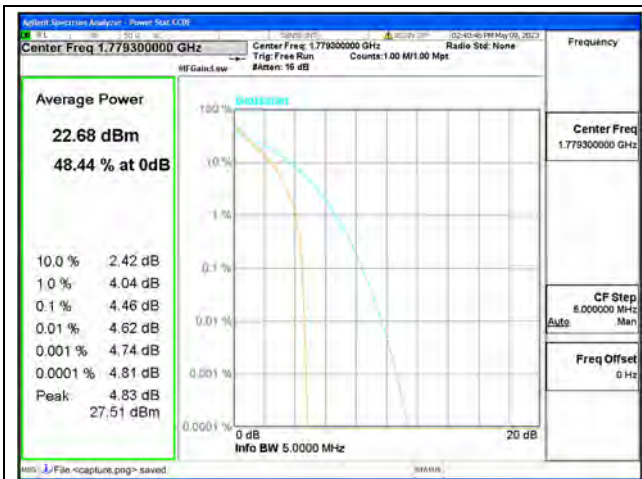 Agilent Spectrum Analyzer - Power Stat CCDF
02:40:46 PM May 09, 2023
Center Freq 1.779300000 GHz
Center Freq: 1.779300000 GHz
Radio Std: None
Trig: Free Run
Counts:1.00 M/1.00 Mpt
#IFGain:Low
#Atten: 16 dB
Frequency
Average Power
22.68 dBm
48.44 % at 0dB
10.0 % 2.42 dB
1.0 % 4.04 dB
0.1 % 4.46 dB
0.01 % 4.62 dB
0.001 % 4.74 dB
0.0001 % 4.81 dB
Peak 4.83 dB
27.51 dBm
Gaussian
100 %
10 %
1 %
0.1 %
0.01 %
0.001 %
0.0001 %
0 dB
20 dB
Info BW 5.0000 MHz
Center Freq
1.779300000 GHz
CF Step
5.000000 MHz
Auto Man
Freq Offset
0 Hz
MSG File <capture.png> saved
STATUS